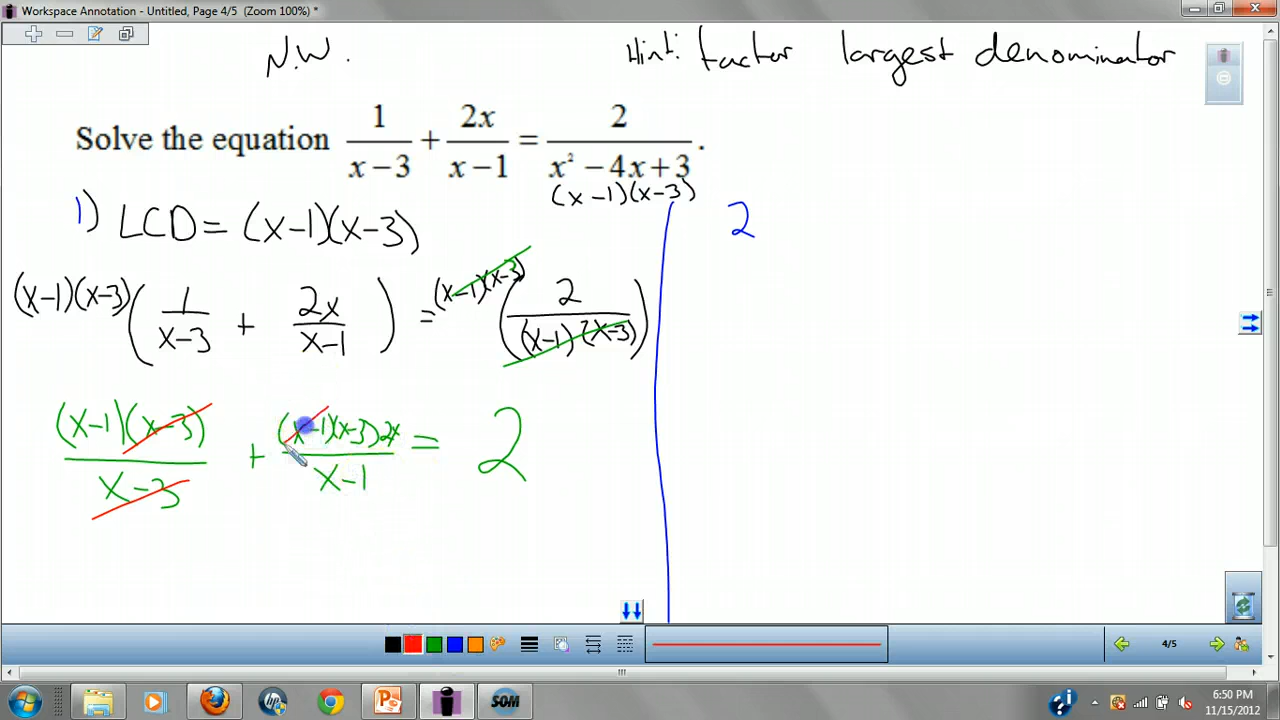 Workspace Annotation - Untitled, Page 4/5 (Zoom 100%) *
N.W. Hint: factor largest denominator
Solve the equation 1/(x−3) + 2x/(x−1) = 2/(x²−4x+3).
(x−1)(x−3)
1) LCD = (x−1)(x−3)
2
(x−1)(x−3)(1/(x−3) + 2x/(x−1)) = (x−1)(x−3)(2/((x−1)(x−3)))
(x−1)(x−3)/(x−3) + (x−1)(x−3)2x/(x−1) = 2
4/5
hp
SOM
6:50 PM
11/15/2012